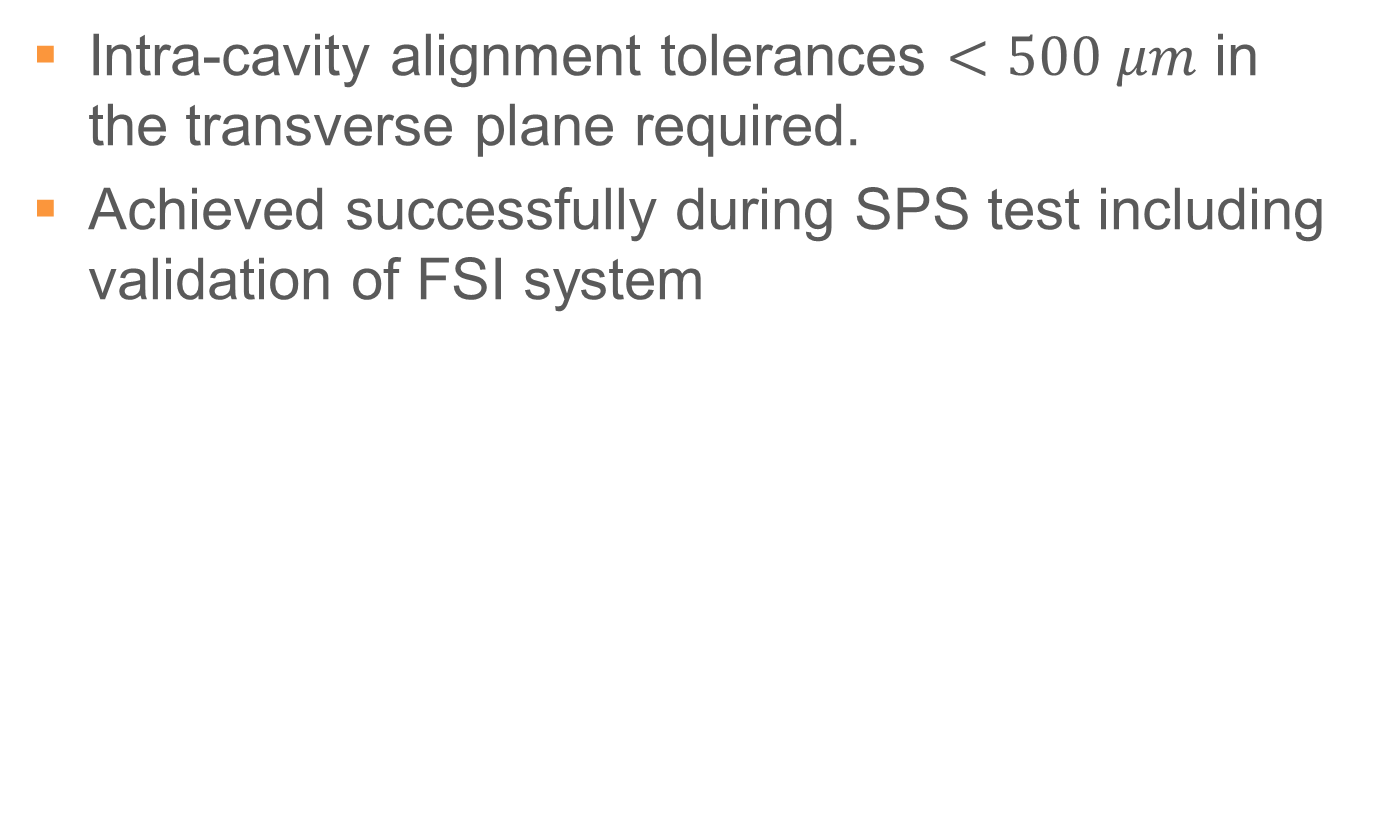 ▪ Intra-cavity alignment tolerances < 500 μm in
the transverse plane required.
▪ Achieved successfully during SPS test including
validation of FSI system